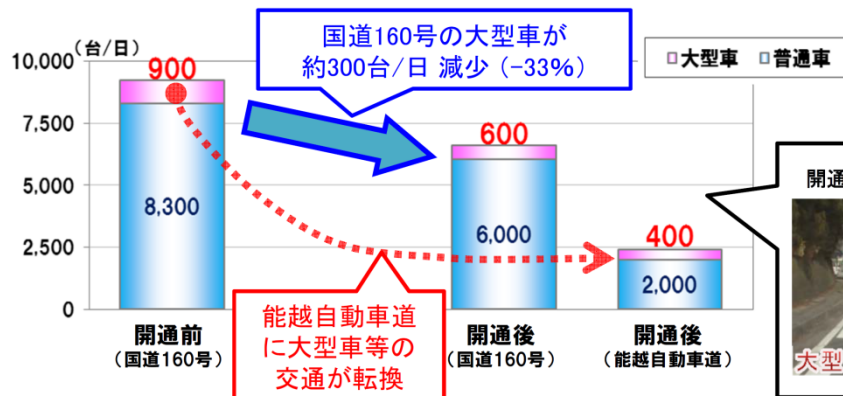 (台/日)
10,000
7,500
5,000
2,500
0
国道160号の大型車が
約300台/日 減少 (-33%)
大型車 普通車
900
8,300
600
6,000
400
2,000
能越自動車道
に大型車等の
交通が転換
開通前
(国道160号)
開通後
(国道160号)
開通後
(能越自動車道)
開通
大型